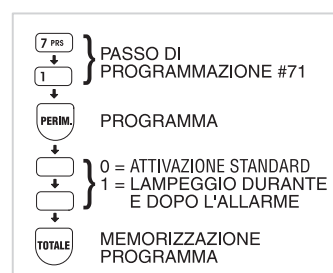 7 PRS
1
PASSO DI
PROGRAMMAZIONE #71
PERIM.
PROGRAMMA
0 = ATTIVAZIONE STANDARD
1 = LAMPEGGIO DURANTE
E DOPO L'ALLARME
TOTALE
MEMORIZZAZIONE
PROGRAMMA